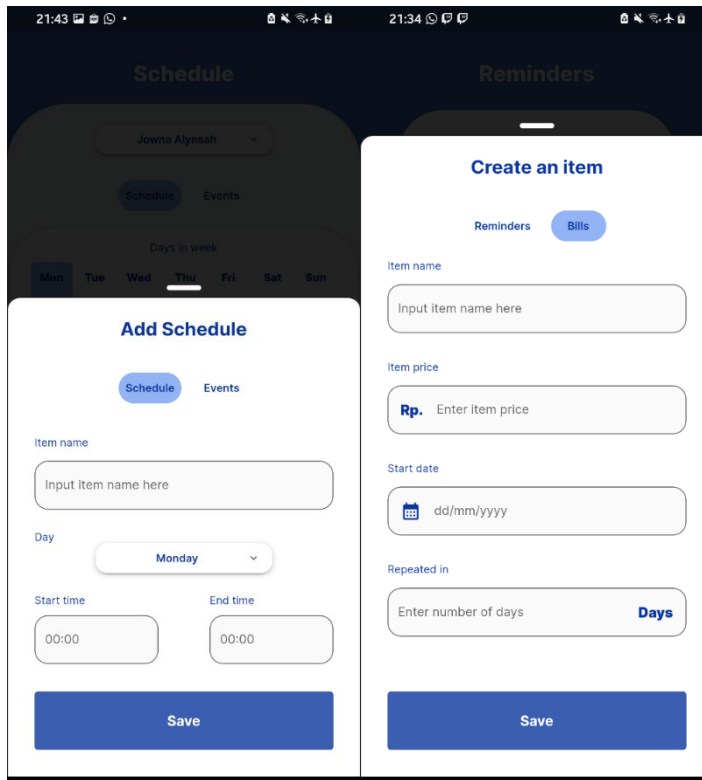 21:43
Schedule
Jowna Alynsah
Schedule Events
Days in week
Mon Tue Wed Thu Fri Sat Sun
Add Schedule
Schedule Events
Item name
Input item name here
Day
Monday
Start time End time
00:00 00:00
Save
21:34
Reminders
Create an item
Reminders Bills
Item name
Input item name here
Item price
Rp. Enter item price
Start date
dd/mm/yyyy
Repeated in
Enter number of days Days
Save